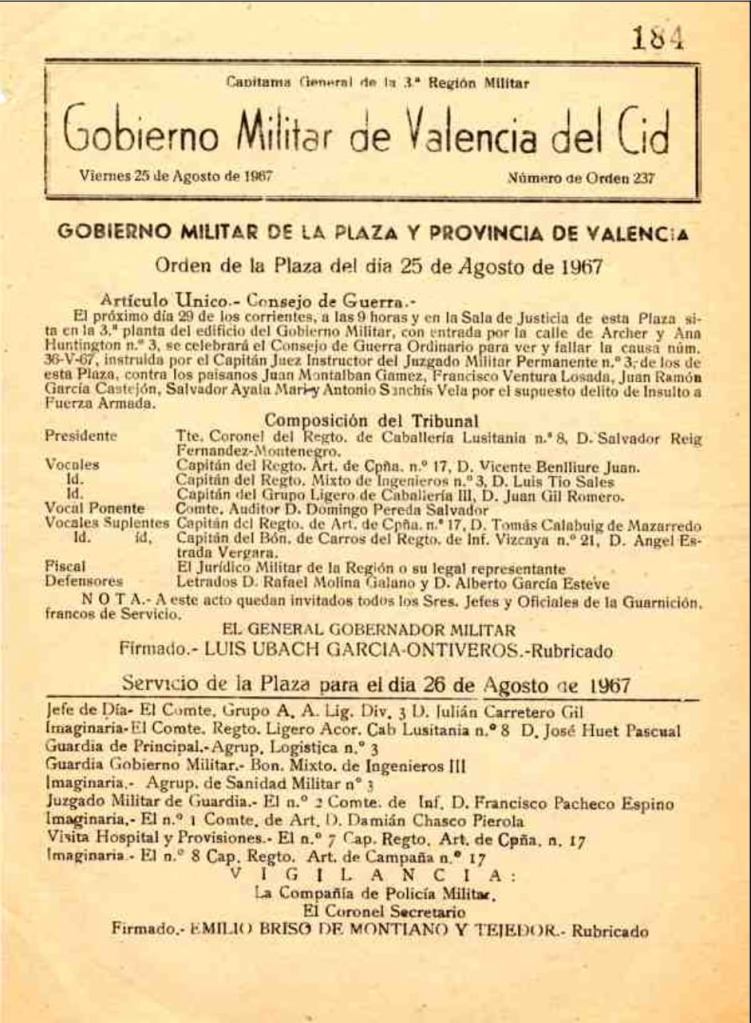 184
Capitanía General de la 3.ª Región Militar
Gobierno Militar de Valencia del Cid
Viernes 25 de Agosto de 1967 Número de Orden 237
GOBIERNO MILITAR DE LA PLAZA Y PROVINCIA DE VALENCIA
Orden de la Plaza del día 25 de Agosto de 1967
Artículo Unico.- Consejo de Guerra.-
El próximo día 29 de los corrientes, a las 9 horas y en la Sala de Justicia de esta Plaza si-
ta en la 3.ª planta del edificio del Gobierno Militar, con entrada por la calle de Archer y Ana
Huntington n.º 3, se celebrará el Consejo de Guerra Ordinario para ver y fallar la causa núm.
36-V-67, instruida por el Capitán Juez Instructor del Juzgado Militar Permanente n.º 3, de los de
esta Plaza, contra los paisanos Juan Montalban Gamez, Francisco Ventura Losada, Juan Ramón
García Castejón, Salvador Ayala Mari y Antonio Sanchís Vela por el supuesto delito de Insulto a
Fuerza Armada.
Composición del Tribunal
Presidente Tte. Coronel del Regto. de Caballería Lusitania n.º 8, D. Salvador Reig
Fernandez-Montenegro.
Vocales Capitán del Regto. Art. de Cpña. n.º 17, D. Vicente Benlliure Juan.
Id. Capitán del Regto. Mixto de Ingenieros n.º 3, D. Luis Tio Sales
Id. Capitán del Grupo Ligero de Caballería III, D. Juan Gil Romero.
Vocal Ponente Comte. Auditor D. Domingo Pereda Salvador
Vocales Suplentes Capitán del Regto. de Art. de Cpña. n.º 17, D. Tomás Calabuig de Mazarredo
Id. id, Capitán del Bón. de Carros del Regto. de Inf. Vizcaya n.º 21, D. Angel Es-
trada Vergara.
Fiscal El Jurídico Militar de la Región o su legal representante
Defensores Letrados D. Rafael Molina Galano y D. Alberto García Esteve
N O T A.- A este acto quedan invitados todos los Sres. Jefes y Oficiales de la Guarnición,
francos de Servicio.
EL GENERAL GOBERNADOR MILITAR
Firmado.- LUIS UBACH GARCIA-ONTIVEROS.-Rubricado
Servicio de la Plaza para el dia 26 de Agosto de 1967
Jefe de Día- El Comte, Grupo A. A. Lig. Div. 3 D. Julián Carretero Gil
Imaginaria-El Comte. Regto. Ligero Acor. Cab Lusitania n.º 8 D. José Huet Pascual
Guardia de Principal.-Agrup. Logística n.º 3
Guardia Gobierno Militar.- Bon. Mixto. de Ingenieros III
Imaginaria.- Agrup. de Sanidad Militar nº 3
Juzgado Militar de Guardia.- El n.º 2 Comte. de Inf. D. Francisco Pacheco Espino
Imaginaria,- El n.º 1 Comte, de Art. D. Damián Chasco Pierola
Visita Hospital y Provisiones.- El n.º 7 Cap. Regto. Art. de Cpña, n. 17
Imaginaria.- El n.º 8 Cap. Regto. Art. de Campaña n.º 17
V I G I L A N C I A :
La Compañía de Policía Militar.
El Coronel Secretario
Firmado.- EMILIO BRISO DE MONTIANO Y TEJEDOR.- Rubricado